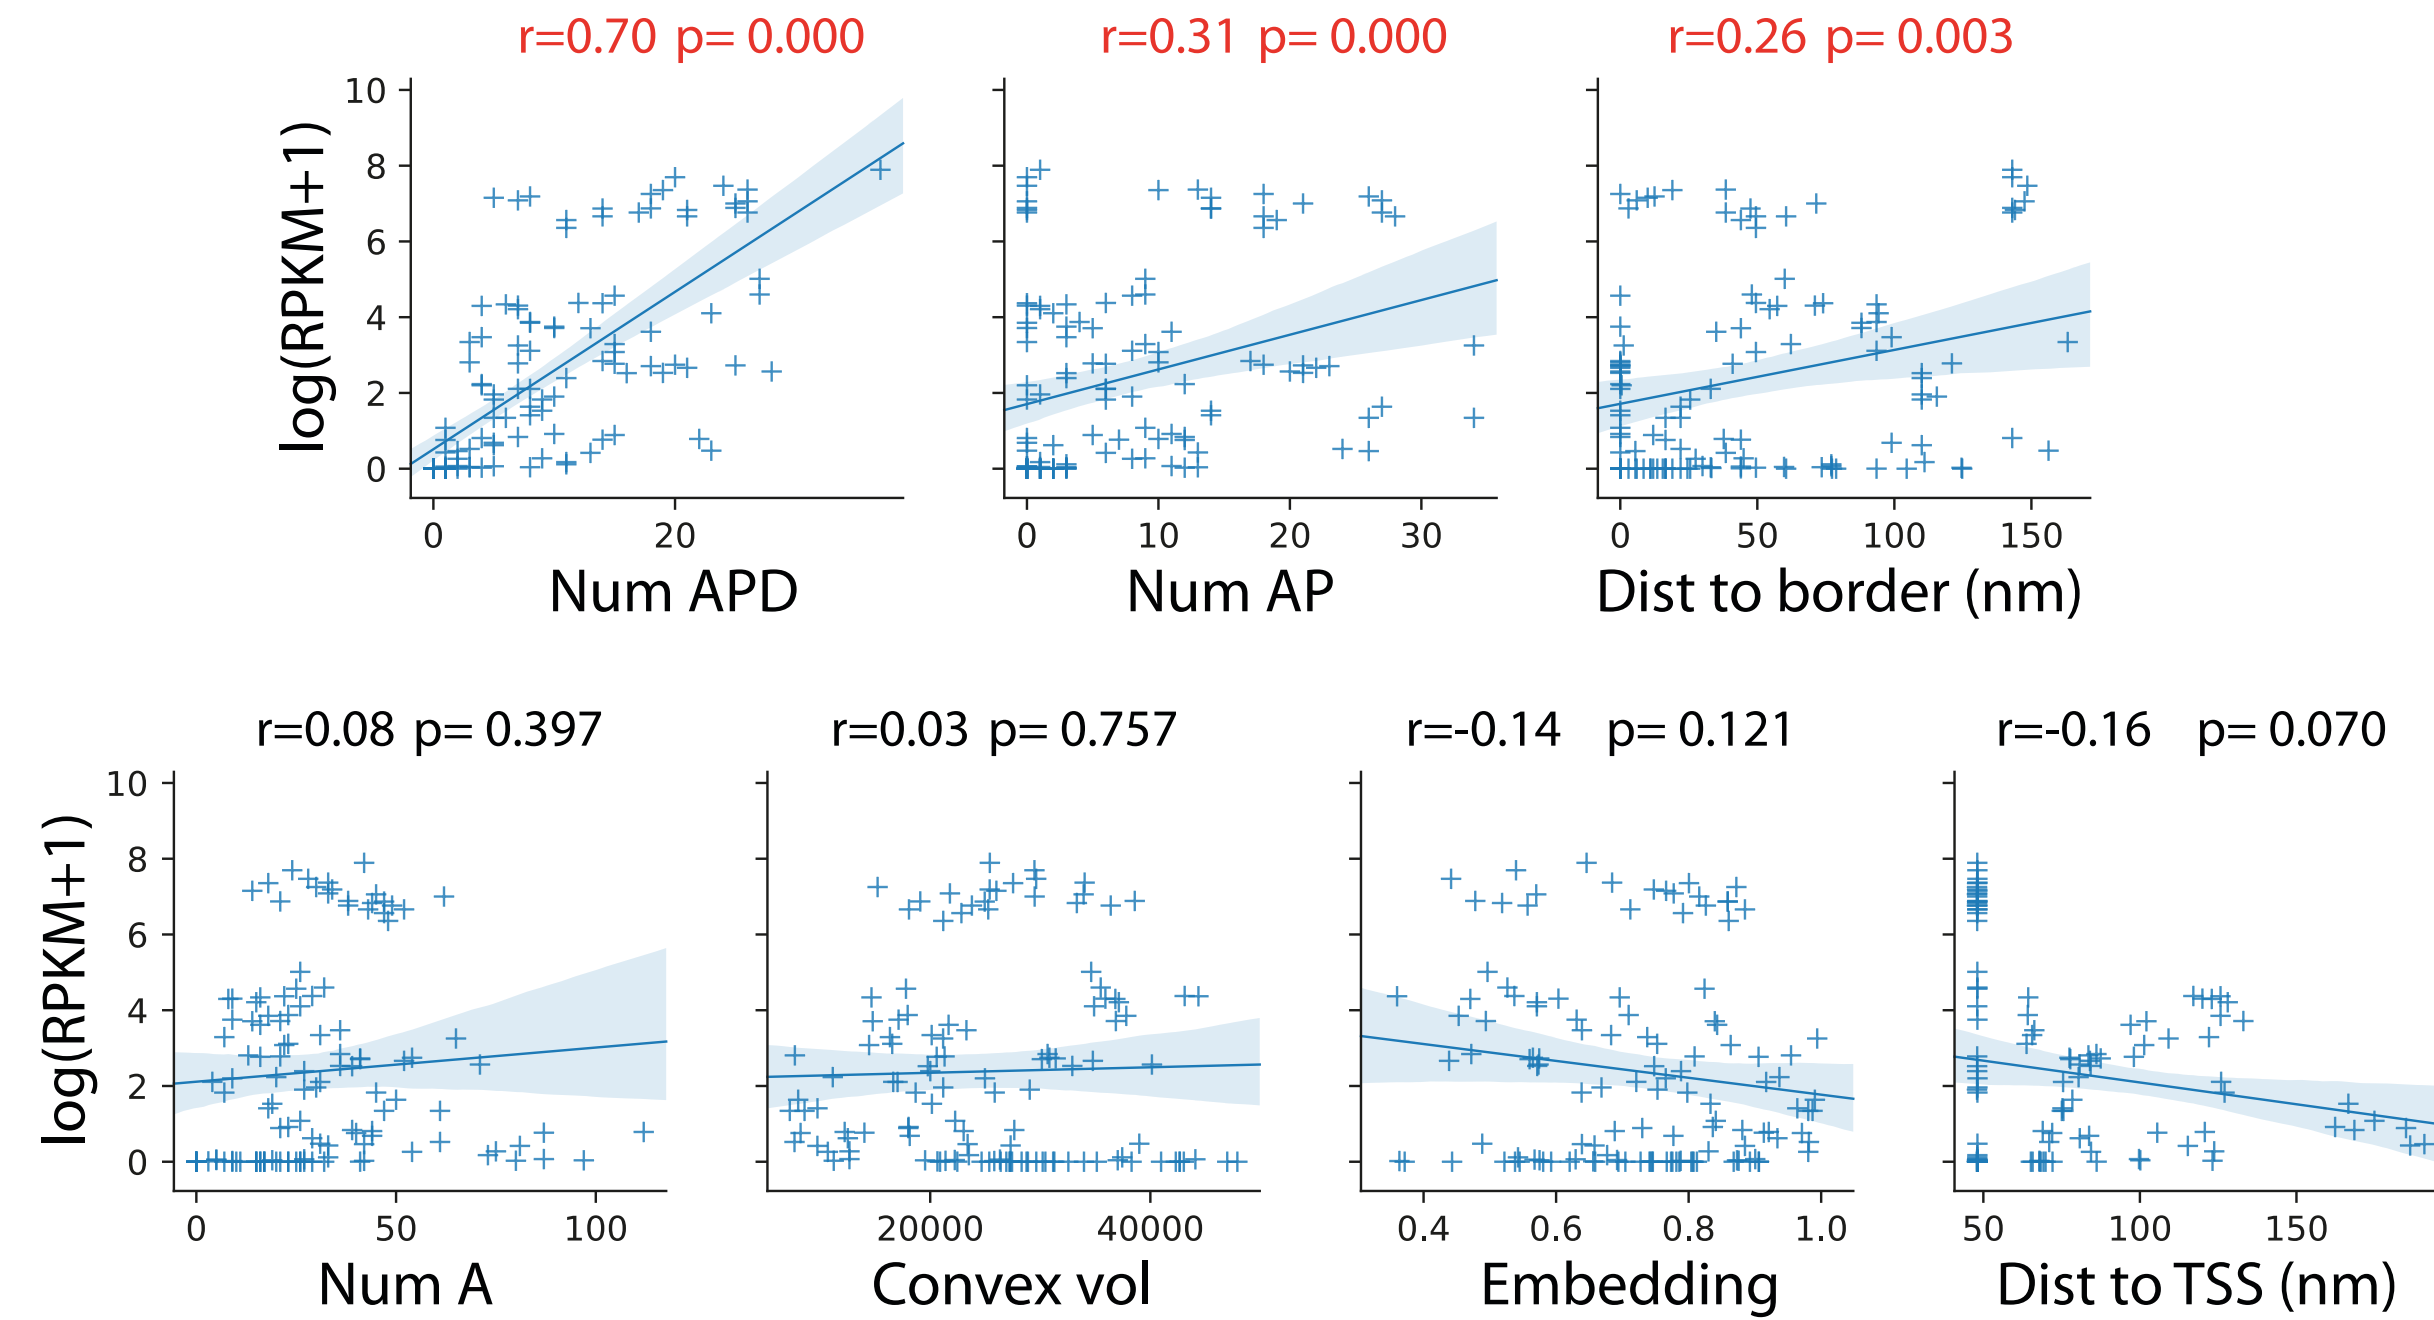 r=0.70 p= 0.000
r=0.31 p= 0.000
r=0.26 p= 0.003
log(RPKM+1)
10
8
6
4
2
0
0 20
0 10 20 30
0 50 100 150
Num APD
Num AP
Dist to border (nm)
r=0.08 p= 0.397
r=0.03 p= 0.757
r=-0.14 p= 0.121
r=-0.16 p= 0.070
log(RPKM+1)
10
8
6
4
2
0
0 50 100
20000 40000
0.4 0.6 0.8 1.0
50 100 150
Num A
Convex vol
Embedding
Dist to TSS (nm)